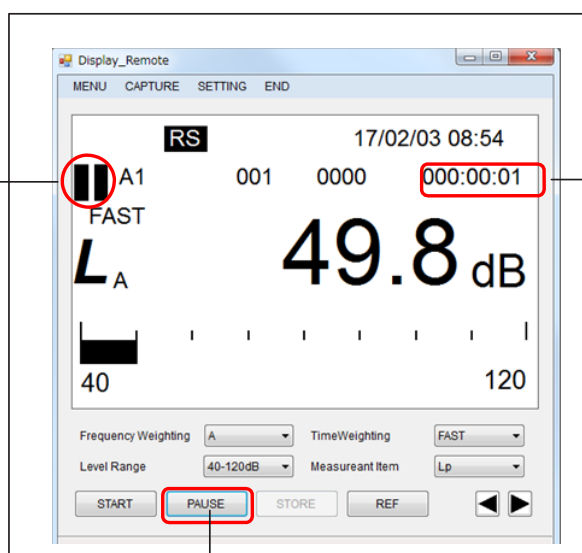 Display_Remote
MENU CAPTURE SETTING END
RS 17/02/03 08:54
A1 001 0000 000:00:01
FAST
LA 49.8 dB
40 120
Frequency Weighting A TimeWeighting FAST
Level Range 40-120dB Measureant Item Lp
START PAUSE STORE REF